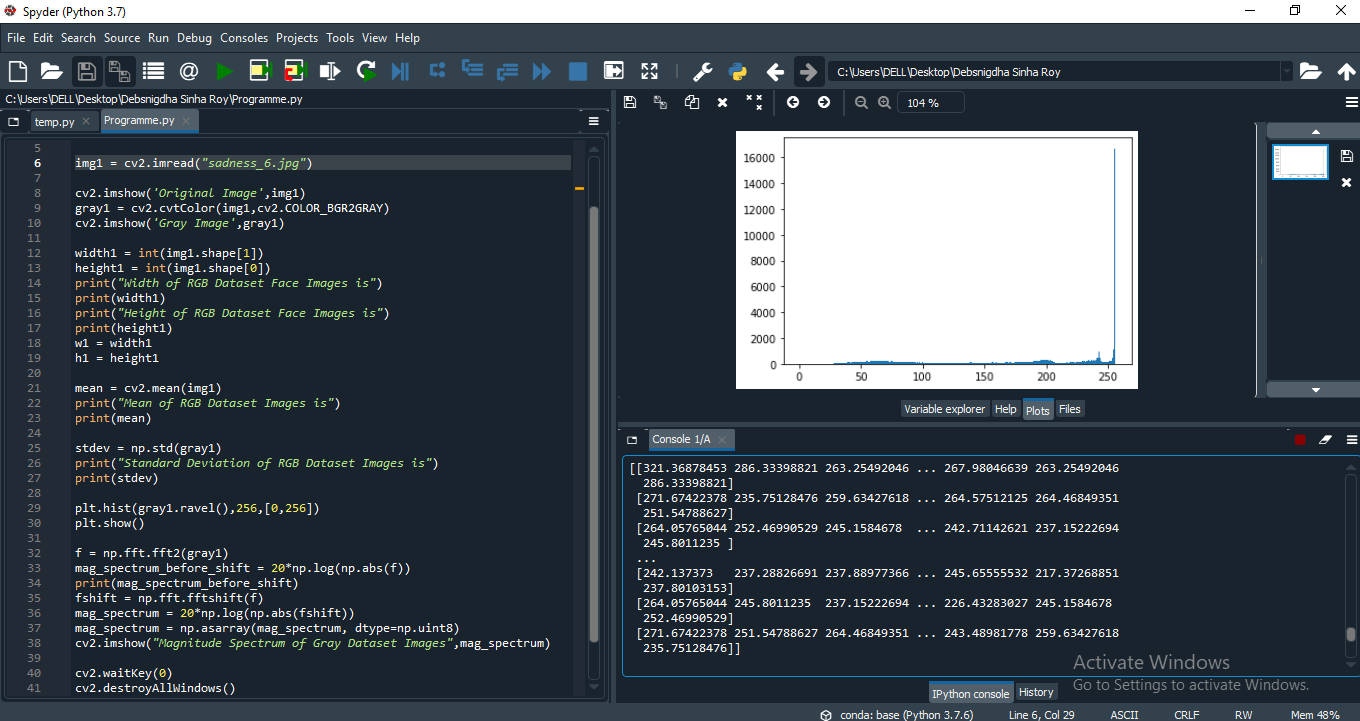 Spyder (Python 3.7)
File Edit Search Source Run Debug Consoles Projects Tools View Help
C:\Users\DELL\Desktop\Debsnigdha Sinha Roy
C:\Users\DELL\Desktop\Debsnigdha Sinha Roy\Programme.py
temp.py Programme.py
5
6 img1 = cv2.imread("sadness_6.jpg")
7
8 cv2.imshow('Original Image',img1)
9 gray1 = cv2.cvtColor(img1,cv2.COLOR_BGR2GRAY)
10 cv2.imshow('Gray Image',gray1)
11
12 width1 = int(img1.shape[1])
13 height1 = int(img1.shape[0])
14 print("Width of RGB Dataset Face Images is")
15 print(width1)
16 print("Height of RGB Dataset Face Images is")
17 print(height1)
18 w1 = width1
19 h1 = height1
20
21 mean = cv2.mean(img1)
22 print("Mean of RGB Dataset Images is")
23 print(mean)
24
25 stdev = np.std(gray1)
26 print("Standard Deviation of RGB Dataset Images is")
27 print(stdev)
28
29 plt.hist(gray1.ravel(),256,[0,256])
30 plt.show()
31
32 f = np.fft.fft2(gray1)
33 mag_spectrum_before_shift = 20*np.log(np.abs(f))
34 print(mag_spectrum_before_shift)
35 fshift = np.fft.fftshift(f)
36 mag_spectrum = 20*np.log(np.abs(fshift))
37 mag_spectrum = np.asarray(mag_spectrum, dtype=np.uint8)
38 cv2.imshow("Magnitude Spectrum of Gray Dataset Images",mag_spectrum)
39
40 cv2.waitKey(0)
41 cv2.destroyAllWindows()
104 %
16000
14000
12000
10000
8000
6000
4000
2000
0
0 50 100 150 200 250
Variable explorer Help Plots Files
Console 1/A
[[321.36878453 286.33398821 263.25492046 ... 267.98046639 263.25492046
286.33398821]
[271.67422378 235.75128476 259.63427618 ... 264.57512125 264.46849351
251.54788627]
[264.05765044 252.46990529 245.1584678 ... 242.71142621 237.15222694
245.8011235 ]
...
[242.137373 237.28826691 237.88977366 ... 245.65555532 217.37268851
237.80103153]
[264.05765044 245.8011235 237.15222694 ... 226.43283027 245.1584678
252.46990529]
[271.67422378 251.54788627 264.46849351 ... 243.48981778 259.63427618
235.75128476]]
Activate Windows
Go to Settings to activate Windows.
IPython console History
conda: base (Python 3.7.6) Line 6, Col 29 ASCII CRLF RW Mem 48%